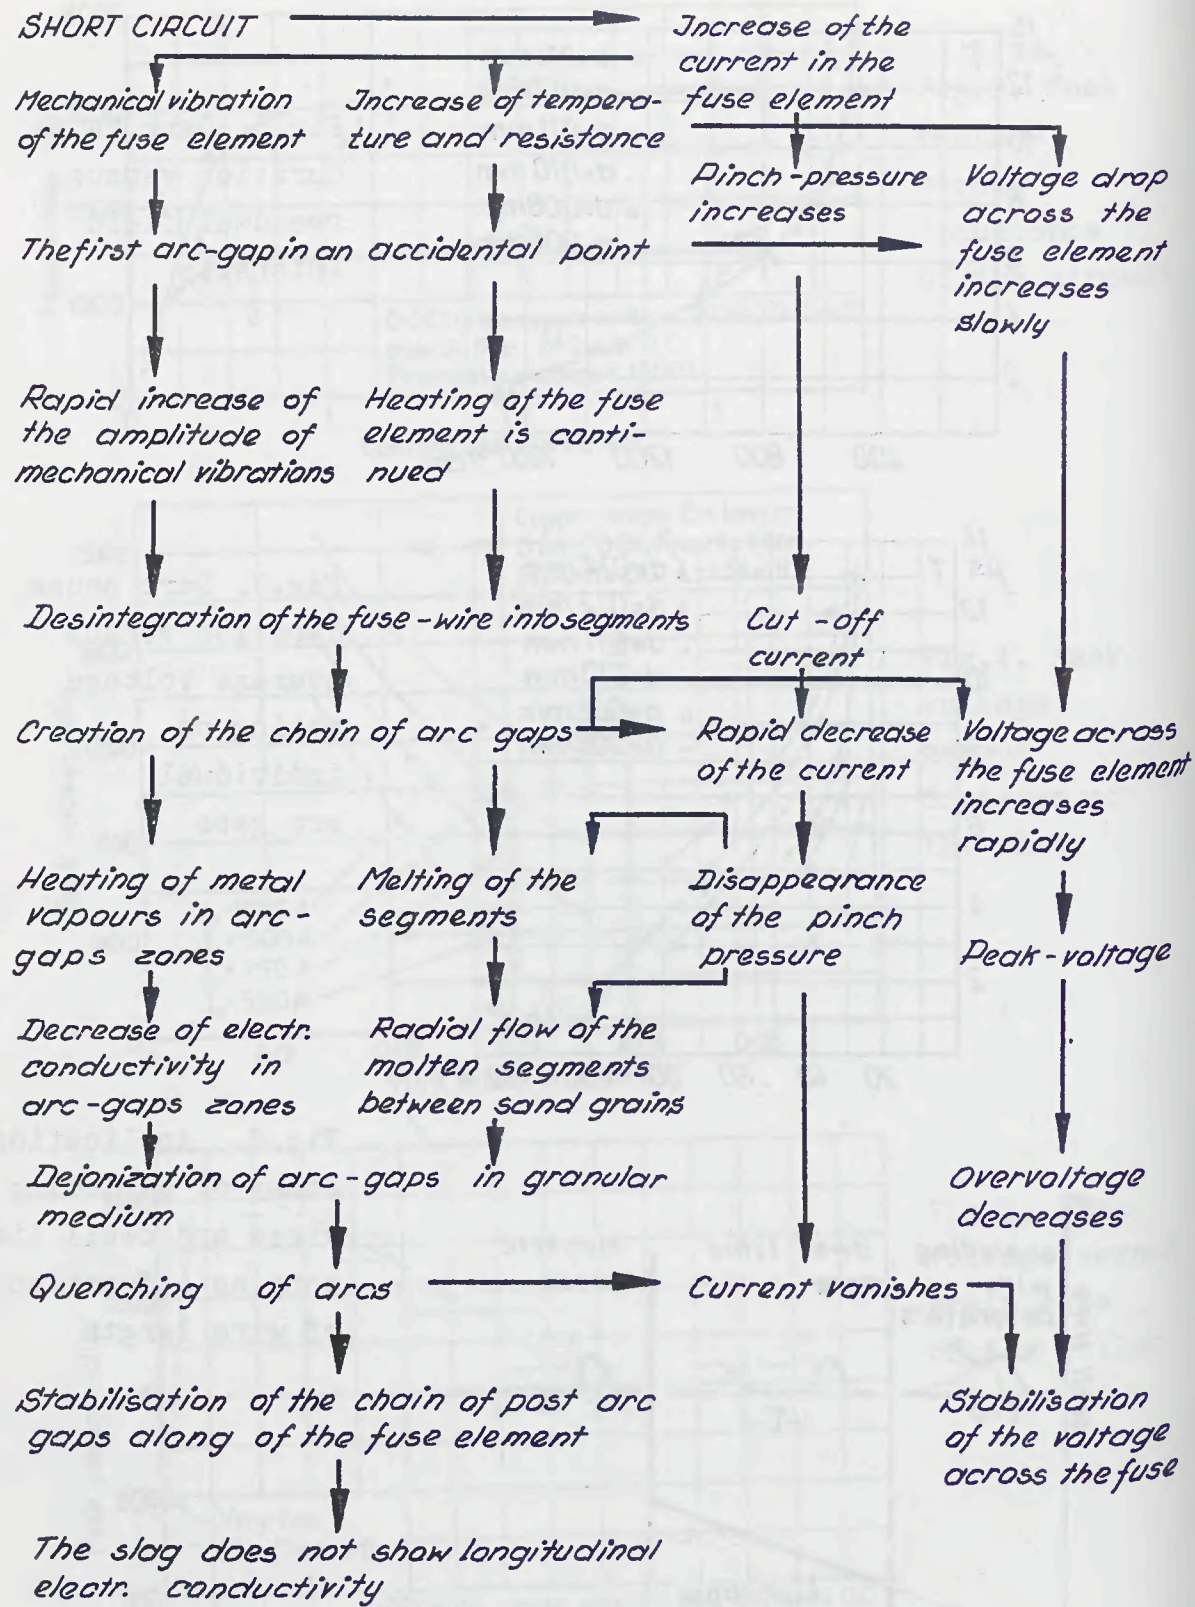 SHORT CIRCUIT
Increase of the
current in the
fuse element
Mechanical vibration
of the fuse element
Increase of tempera-
ture and resistance
Pinch-pressure
increases
Voltage drop
across the
fuse element
increases
slowly
The first arc-gap in an accidental point
Rapid increase of
the amplitude of
mechanical vibrations
Heating of the fuse
element is conti-
nued
Desintegration of the fuse-wire into segments
Cut-off
current
Creation of the chain of arc gaps
Rapid decrease
of the current
Voltage across
the fuse element
increases
rapidly
Heating of metal
vapours in arc-
gaps zones
Melting of the
segments
Disappearance
of the pinch
pressure
Peak-voltage
Decrease of electr.
conductivity in
arc-gaps zones
Radial flow of the
molten segments
between sand grains
Dejonization of arc-gaps in granular
medium
Overvoltage
decreases
Quenching of arcs
Current vanishes
Stabilisation of the chain of post arc
gaps along of the fuse element
Stabilisation
of the voltage
across the fuse
The slag does not show longitudinal
electr. conductivity